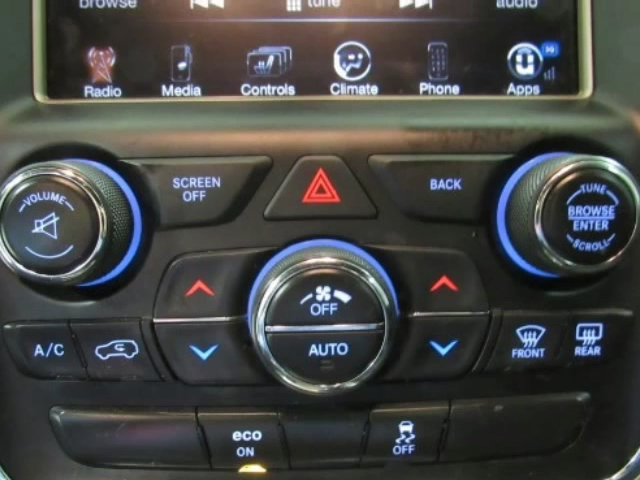 browse tune audio
Radio Media Controls Climate Phone Apps
VOLUME
SCREEN
OFF
BACK
TUNE
BROWSE
ENTER
SCROLL
OFF
AUTO
A/C
FRONT
REAR
eco
ON
OFF